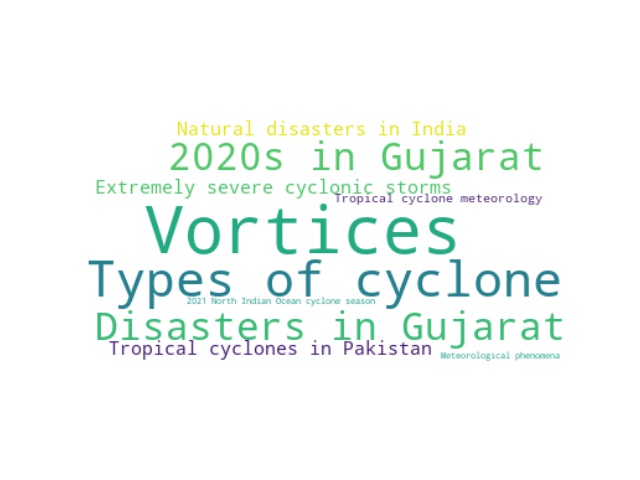 Natural disasters in India
2020s in Gujarat
Extremely severe cyclonic storms
Tropical cyclone meteorology
Vortices
Types of cyclone
2021 North Indian Ocean cyclone season
Disasters in Gujarat
Tropical cyclones in Pakistan
Meteorological phenomena